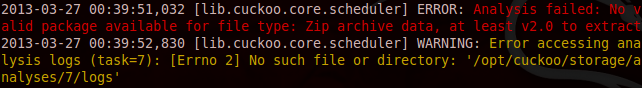 2013-03-27 00:39:51,032 [lib.cuckoo.core.scheduler] ERROR: Analysis failed: No v
alid package available for file type: Zip archive data, at least v2.0 to extract
2013-03-27 00:39:52,830 [lib.cuckoo.core.scheduler] WARNING: Error accessing ana
lysis logs (task=7): [Errno 2] No such file or directory: '/opt/cuckoo/storage/a
nalyses/7/logs'